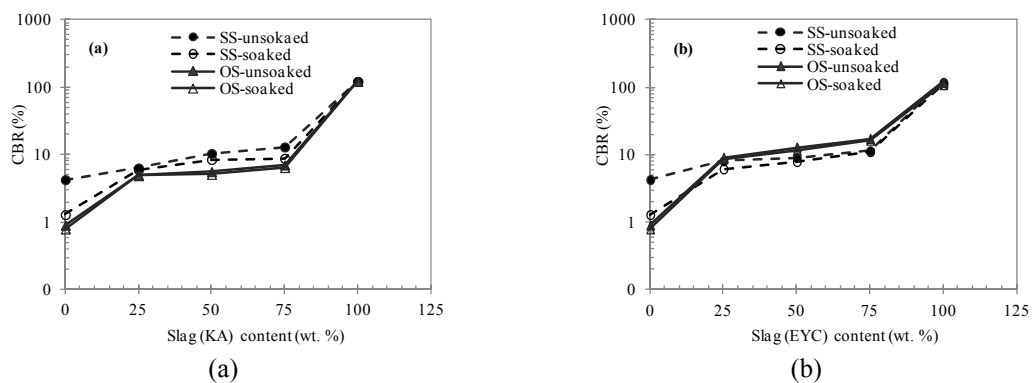 (a)
SS-unsokaed
SS-soaked
OS-unsoaked
OS-soaked
CBR (%)
1000
100
10
1
0
0 25 50 75 100 125
Slag (KA) content (wt. %)
(a)
(b)
SS-unsoaked
SS-soaked
OS-unsoaked
OS-soaked
CBR (%)
1000
100
10
1
0
0 25 50 75 100 125
Slag (EYC) content (wt. %)
(b)